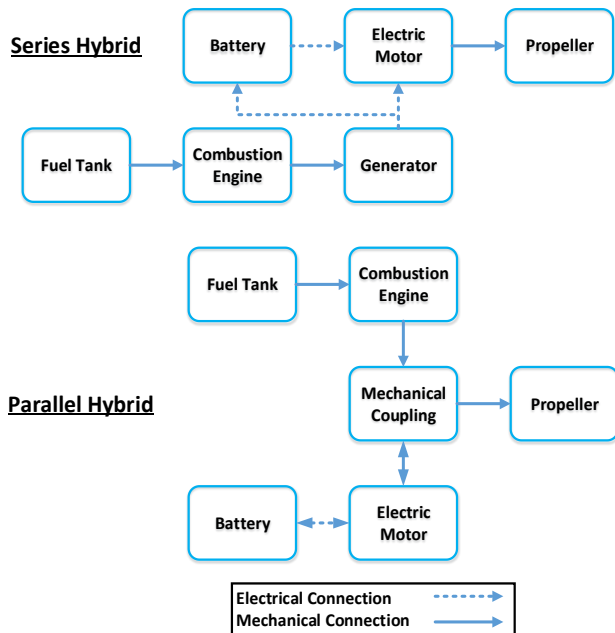 Series Hybrid
Battery
Electric
Motor
Propeller
Fuel Tank
Combustion
Engine
Generator
Parallel Hybrid
Fuel Tank
Combustion
Engine
Mechanical
Coupling
Propeller
Battery
Electric
Motor
Electrical Connection
Mechanical Connection